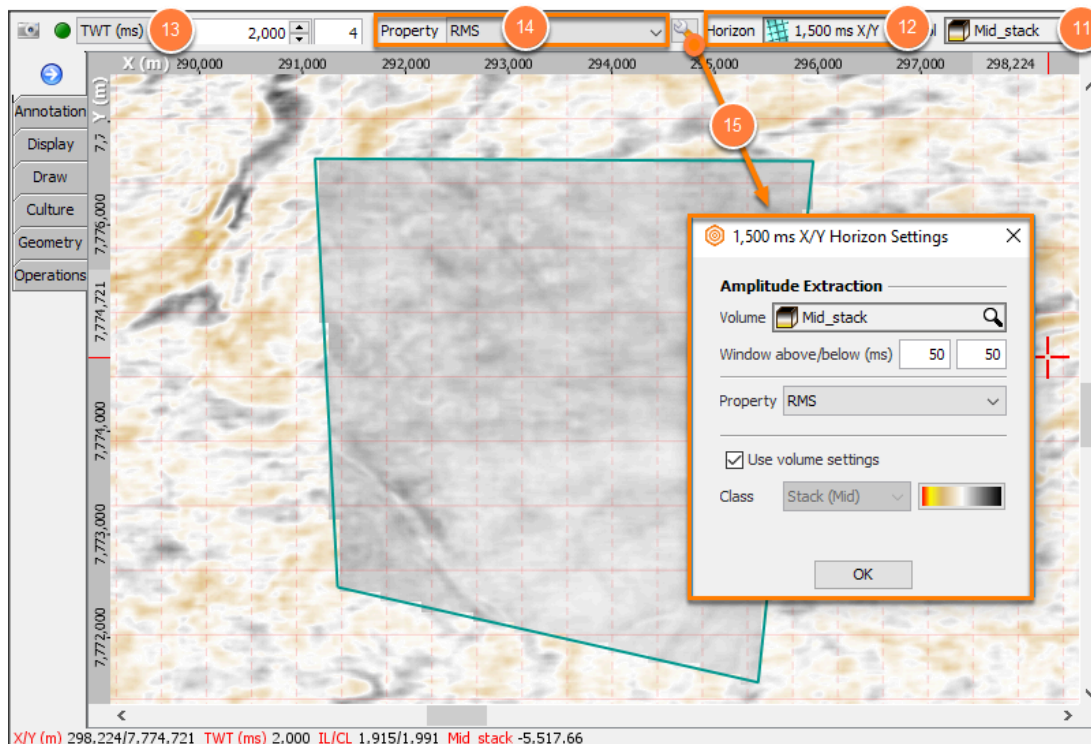 TWT (ms) 13 2,000 4 Property RMS 14 Horizon 1,500 ms X/Y 12 ol Mid_stack 11
X (m) 290,000 291,000 292,000 293,000 294,000 295,000 296,000 297,000 298,224
Y (m)
Annotation
Display
Draw
Culture
Geometry
Operations
7,7
7,776,000
7,774,721
7,774,000
7,773,000
7,772,000
15
1,500 ms X/Y Horizon Settings
Amplitude Extraction
Volume Mid_stack
Window above/below (ms) 50 50
Property RMS
Use volume settings
Class Stack (Mid)
OK
X/Y (m) 298,224/7,774,721 TWT (ms) 2,000 IL/CL 1,915/1,991 Mid_stack -5,517.66